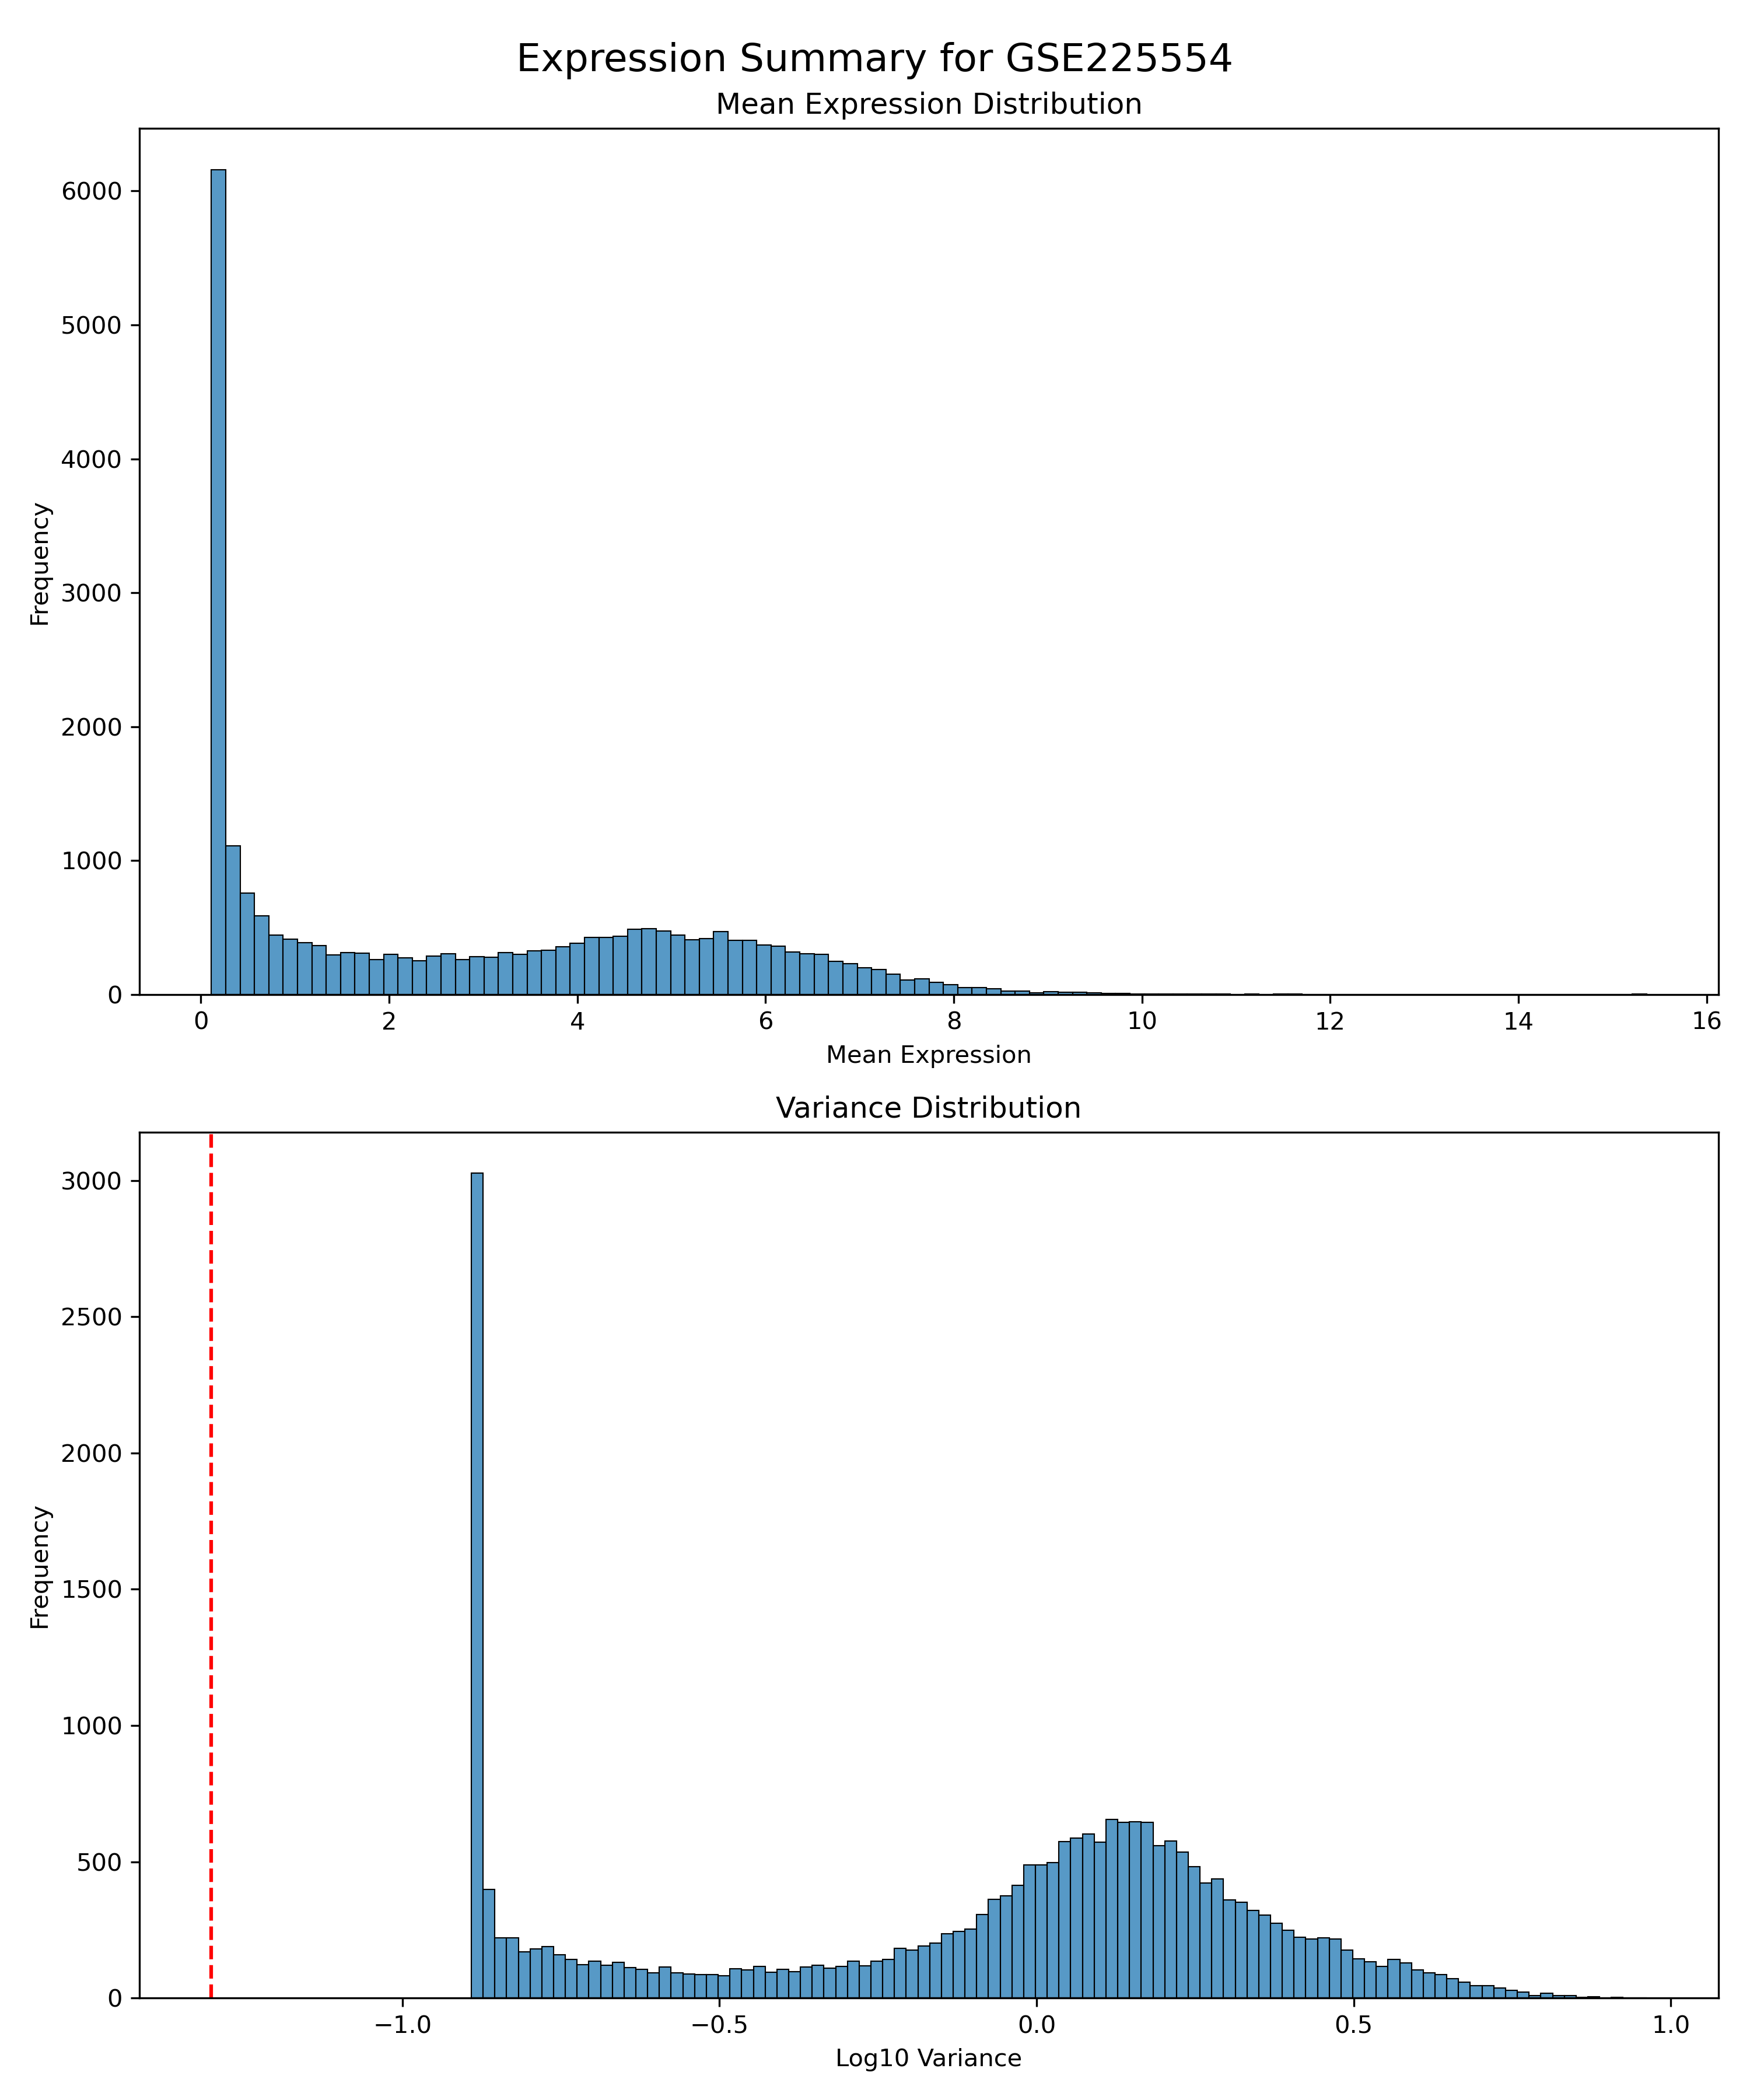 Expression Summary for GSE225554
Mean Expression Distribution
6000
5000
4000
3000
2000
1000
0
Frequency
0 2 4 6 8 10 12 14 16
Mean Expression
Variance Distribution
3000
2500
2000
1500
1000
500
0
Frequency
−1.0 −0.5 0.0 0.5 1.0
Log10 Variance